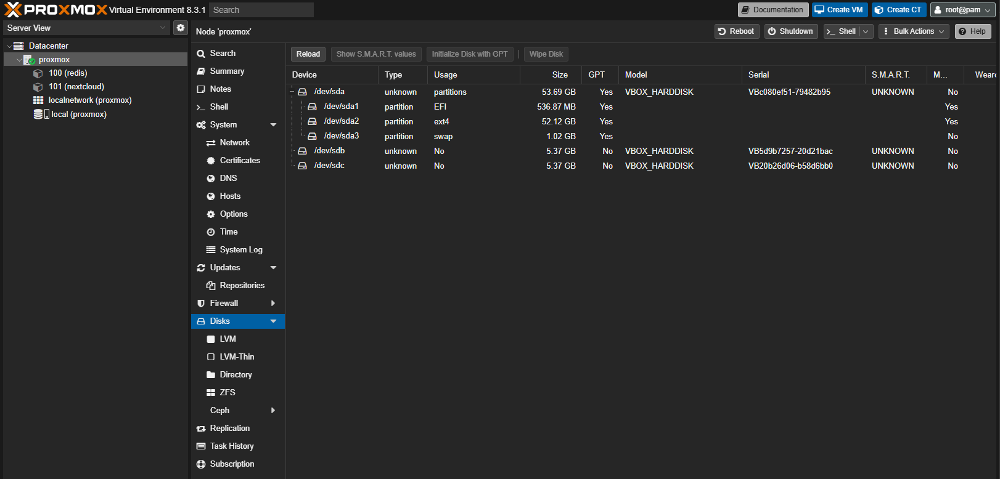 PROXMOX Virtual Environment 8.3.1 Search Documentation Create VM Create CT root@pam
Server View
Datacenter
proxmox
100 (redis)
101 (nextcloud)
localnetwork (proxmox)
local (proxmox)
Node 'proxmox' Reboot Shutdown Shell Bulk Actions Help
Search
Summary
Notes
Shell
System
Network
Certificates
DNS
Hosts
Options
Time
System Log
Updates
Repositories
Firewall
Disks
LVM
LVM-Thin
Directory
ZFS
Ceph
Replication
Task History
Subscription
Reload Show S.M.A.R.T. values Initialize Disk with GPT Wipe Disk
Device Type Usage Size GPT Model Serial S.M.A.R.T. M... Wearo
/dev/sda unknown partitions 53.69 GB Yes VBOX_HARDDISK VBc080ef51-79482b95 UNKNOWN No
/dev/sda1 partition EFI 536.87 MB Yes Yes
/dev/sda2 partition ext4 52.12 GB Yes Yes
/dev/sda3 partition swap 1.02 GB Yes No
/dev/sdb unknown No 5.37 GB No VBOX_HARDDISK VB5d9b7257-20d21bac UNKNOWN No
/dev/sdc unknown No 5.37 GB No VBOX_HARDDISK VB20b26d06-b58d6bb0 UNKNOWN No